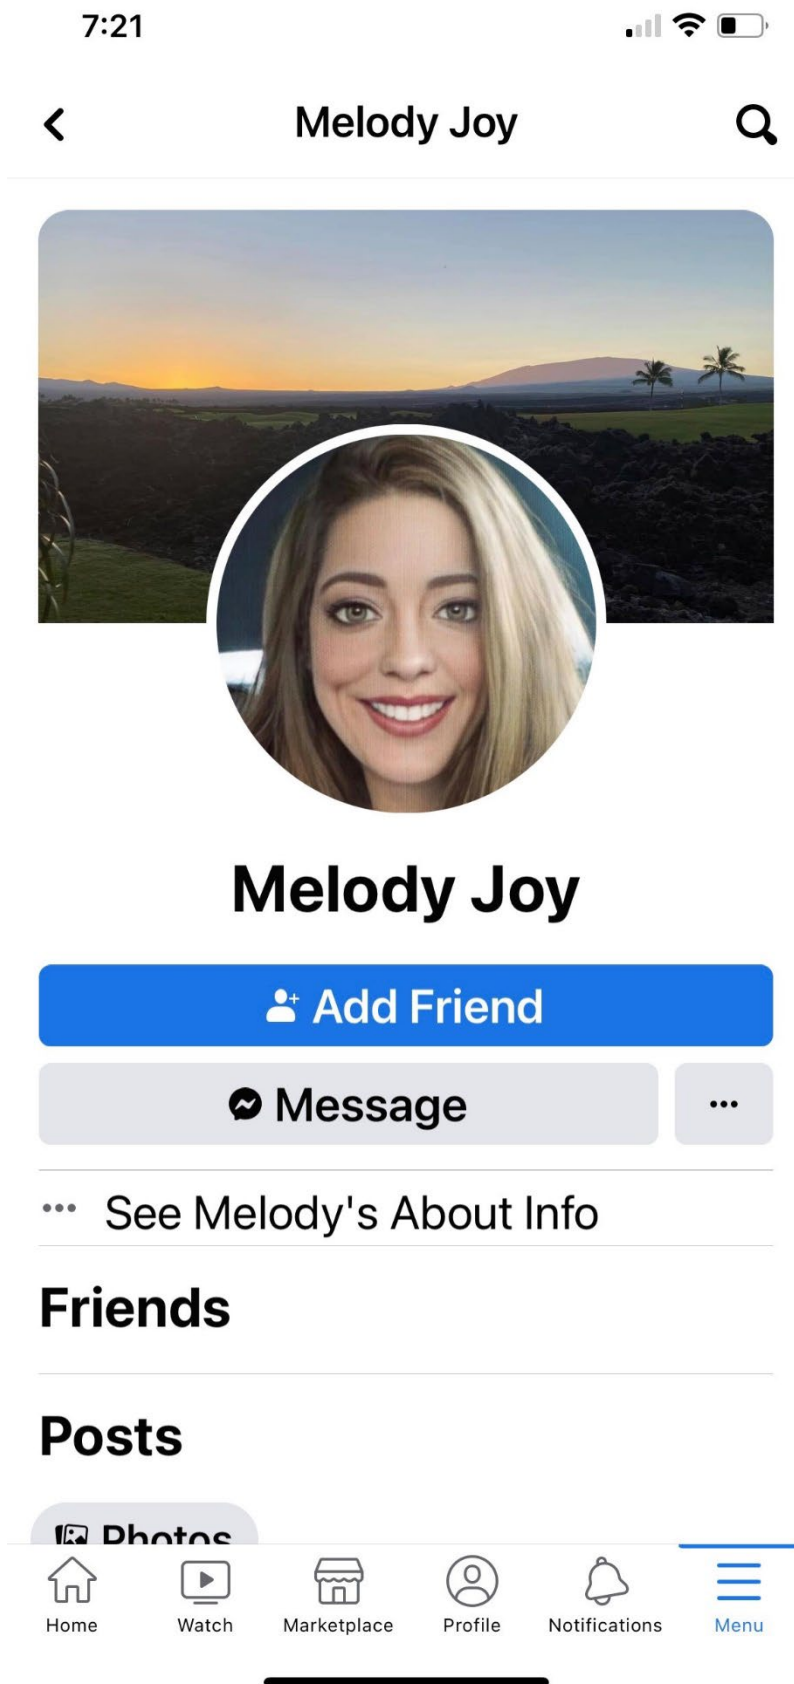 7:21
Melody Joy
Melody Joy
Add Friend
Message
See Melody's About Info
Friends
Posts
Photos
Home Watch Marketplace Profile Notifications Menu